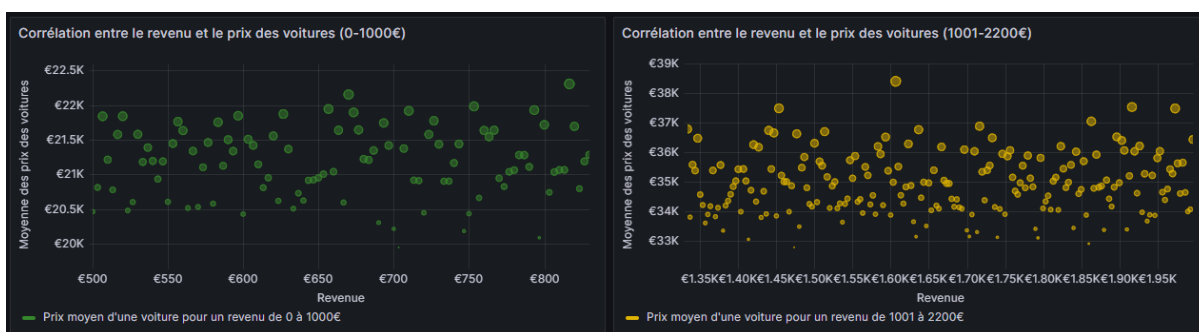 Corrélation entre le revenu et le prix des voitures (0-1000€)
Moyenne des prix des voitures
€22.5K
€22K
€21.5K
€21K
€20.5K
€20K
€500
€550
€600
€650
€700
€750
€800
Revenue
Prix moyen d'une voiture pour un revenu de 0 à 1000€
Corrélation entre le revenu et le prix des voitures (1001-2200€)
Moyenne des prix des voitures
€39K
€38K
€37K
€36K
€35K
€34K
€33K
€1.35K€1.40K€1.45K€1.50K€1.55K€1.60K€1.65K€1.70K€1.75K€1.80K€1.85K€1.90K€1.95K
Revenue
Prix moyen d'une voiture pour un revenu de 1001 à 2200€